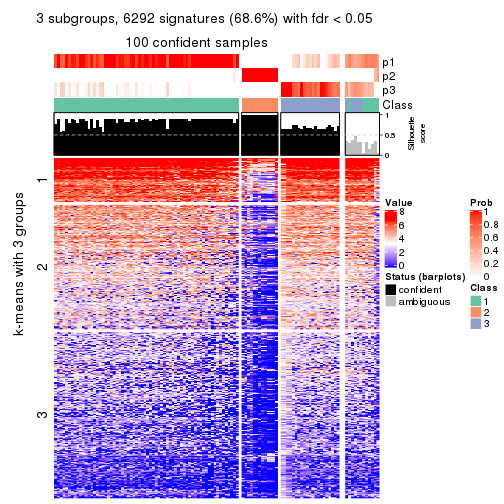 3 subgroups, 6292 signatures (68.6%) with fdr < 0.05
100 confident samples
p1
p2
p3
Class
1
0.5
0
Silhouette
score
k-means with 3 groups
1
2
3
Value
8
6
4
2
0
Status (barplots)
confident
ambiguous
Prob
1
0.8
0.6
0.4
0.2
0
Class
1
2
3